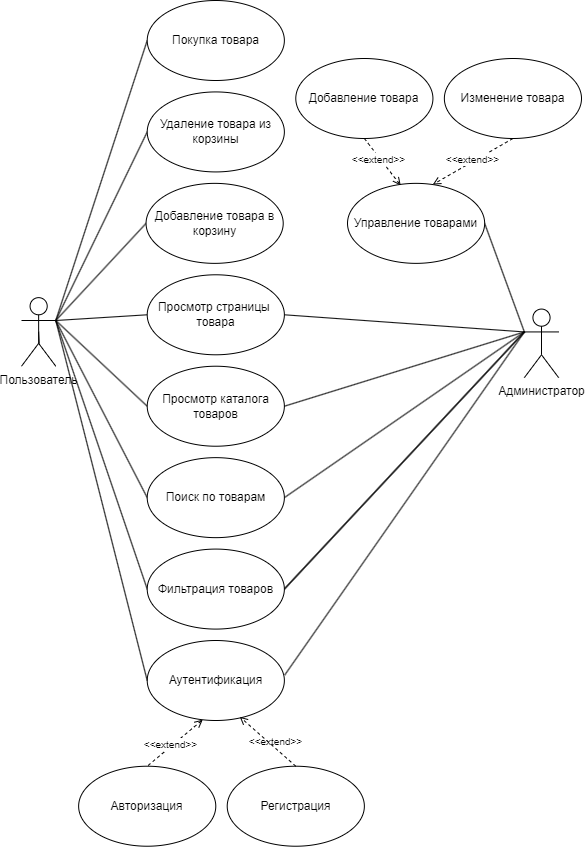 Покупка товара
Добавление товара
Изменение товара
Удаление товара из
корзины
<<extend>>
<<extend>>
Добавление товара в
корзину
Управление товарами
Просмотр страницы
товара
Пользователь
Администратор
Просмотр каталога
товаров
Поиск по товарам
Фильтрация товаров
Аутентификация
<<extend>>
<<extend>>
Авторизация
Регистрация